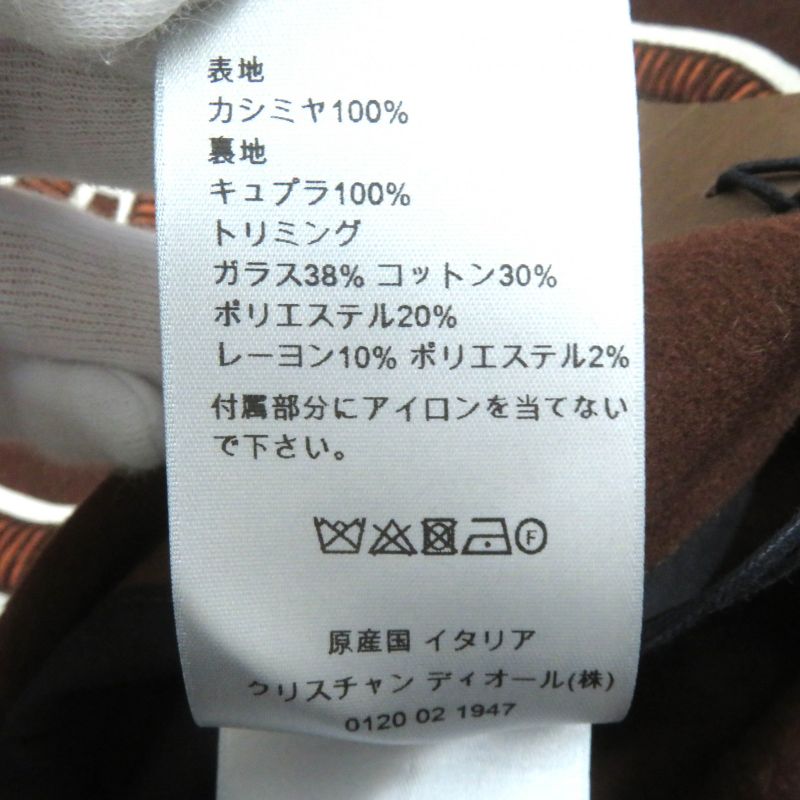 表地
カシミヤ100%
裏地
キュプラ100%
トリミング
ガラス38% コットン30%
ポリエステル20%
レーヨン10% ポリエステル2%
付属部分にアイロンを当てない
で下さい。
F
原産国 イタリア
クリスチャン ディオール(株)
0120 02 1947